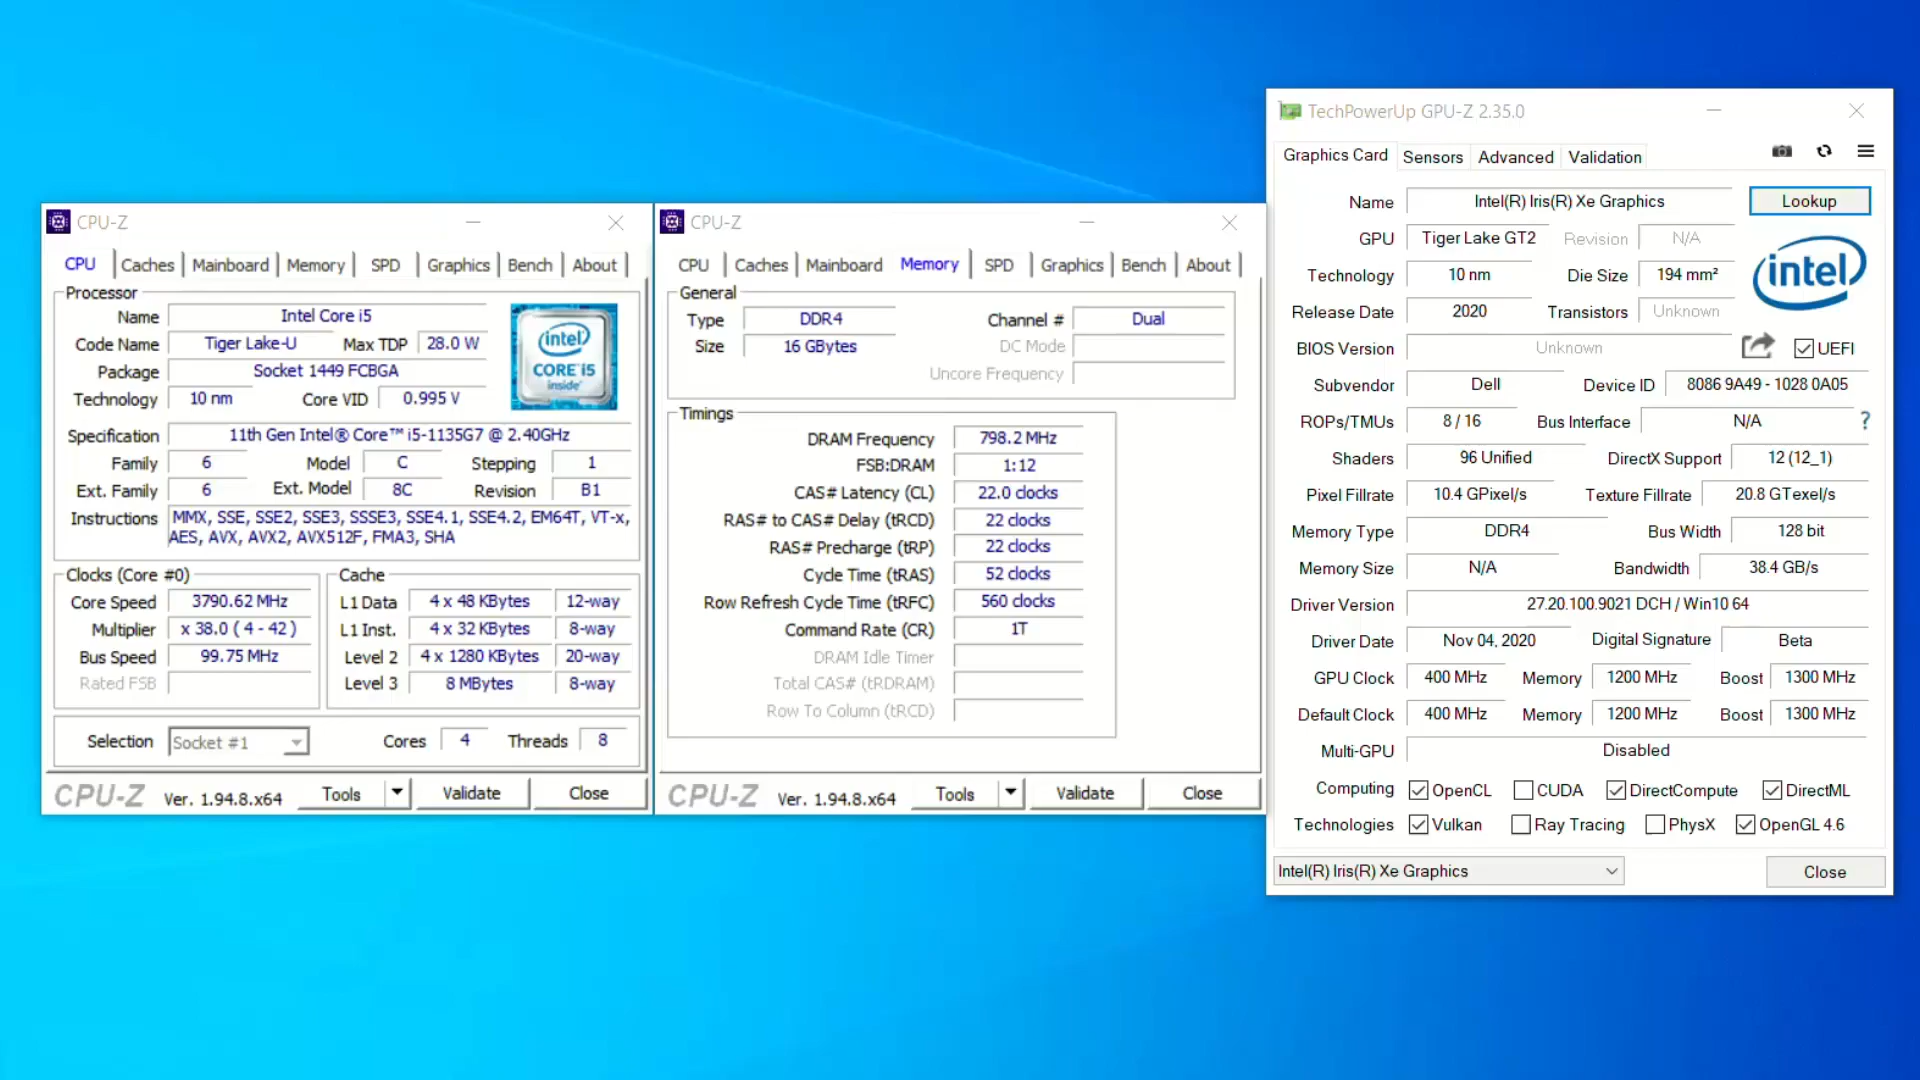 CPU-Z
CPU Caches Mainboard Memory SPD Graphics Bench About
Processor
Name Intel Core i5
Code Name Tiger Lake-U Max TDP 28.0 W
Package Socket 1449 FCBGA
Technology 10 nm Core VID 0.995 V
intel
CORE i5
inside
Specification 11th Gen Intel® Core™ i5-1135G7 @ 2.40GHz
Family 6 Model C Stepping 1
Ext. Family 6 Ext. Model 8C Revision B1
Instructions MMX, SSE, SSE2, SSE3, SSSE3, SSE4.1, SSE4.2, EM64T, VT-x,
AES, AVX, AVX2, AVX512F, FMA3, SHA
Clocks (Core #0)
Core Speed 3790.62 MHz
Multiplier x 38.0 ( 4 - 42 )
Bus Speed 99.75 MHz
Rated FSB
Cache
L1 Data 4 x 48 KBytes 12-way
L1 Inst. 4 x 32 KBytes 8-way
Level 2 4 x 1280 KBytes 20-way
Level 3 8 MBytes 8-way
Selection Socket #1 Cores 4 Threads 8
CPU-Z Ver. 1.94.8.x64 Tools Validate Close
CPU-Z
CPU Caches Mainboard Memory SPD Graphics Bench About
General
Type DDR4 Channel # Dual
Size 16 GBytes DC Mode
Uncore Frequency
Timings
DRAM Frequency 798.2 MHz
FSB:DRAM 1:12
CAS# Latency (CL) 22.0 clocks
RAS# to CAS# Delay (tRCD) 22 clocks
RAS# Precharge (tRP) 22 clocks
Cycle Time (tRAS) 52 clocks
Row Refresh Cycle Time (tRFC) 560 clocks
Command Rate (CR) 1T
DRAM Idle Timer
Total CAS# (tRDRAM)
Row To Column (tRCD)
CPU-Z Ver. 1.94.8.x64 Tools Validate Close
TechPowerUp GPU-Z 2.35.0
Graphics Card Sensors Advanced Validation
Name Intel(R) Iris(R) Xe Graphics Lookup
GPU Tiger Lake GT2 Revision N/A
Technology 10 nm Die Size 194 mm²
intel
Release Date 2020 Transistors Unknown
BIOS Version Unknown UEFI
Subvendor Dell Device ID 8086 9A49 - 1028 0A05
ROPs/TMUs 8 / 16 Bus Interface N/A ?
Shaders 96 Unified DirectX Support 12 (12_1)
Pixel Fillrate 10.4 GPixel/s Texture Fillrate 20.8 GTexel/s
Memory Type DDR4 Bus Width 128 bit
Memory Size N/A Bandwidth 38.4 GB/s
Driver Version 27.20.100.9021 DCH / Win10 64
Driver Date Nov 04, 2020 Digital Signature Beta
GPU Clock 400 MHz Memory 1200 MHz Boost 1300 MHz
Default Clock 400 MHz Memory 1200 MHz Boost 1300 MHz
Multi-GPU Disabled
Computing OpenCL CUDA DirectCompute DirectML
Technologies Vulkan Ray Tracing PhysX OpenGL 4.6
Intel(R) Iris(R) Xe Graphics Close